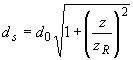 d_s = d_0 √(1 + (z / z_R)^2)